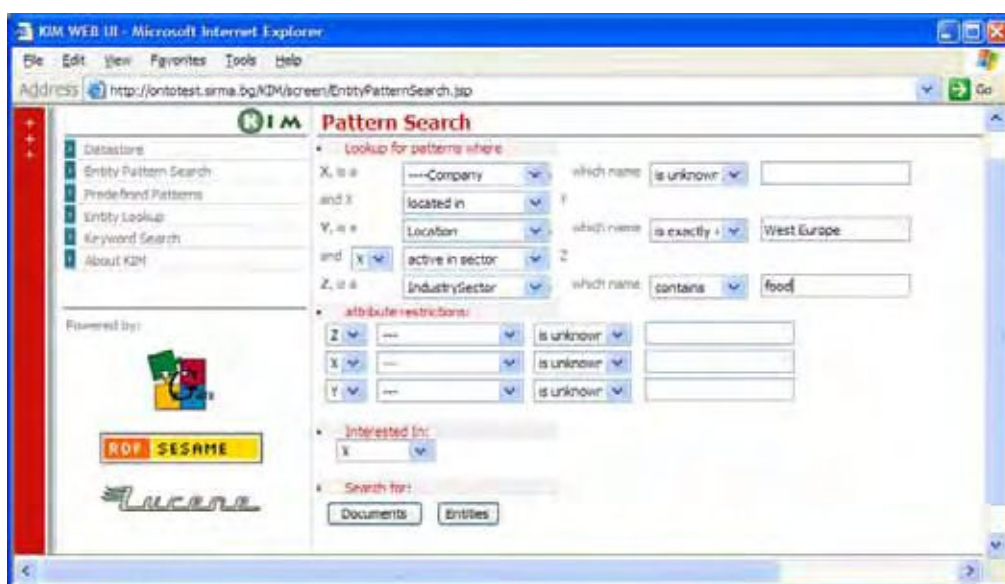 KIM WEB UI - Microsoft Internet Explorer
File Edit View Favorites Tools Help
Address http://ontotest.sirma.bg/KIM/screen/EntityPatternSearch.jsp Go
KIM Pattern Search
Datastore
Entity Pattern Search
Predefined Patterns
Entity Lookup
Keyword Search
About KIM
Powered by:
RDF SESAME
Lucene
Lookup for patterns where
X, is a ----Company which name is unknowr
and X located in Y
Y, is a Location which name is exactly West Europe
and X active in sector Z
Z, is a IndustrySector which name contains food
attribute restrictions:
Z --- is unknowr
X --- is unknowr
Y --- is unknowr
Interested In:
X
Search for:
Documents Entities